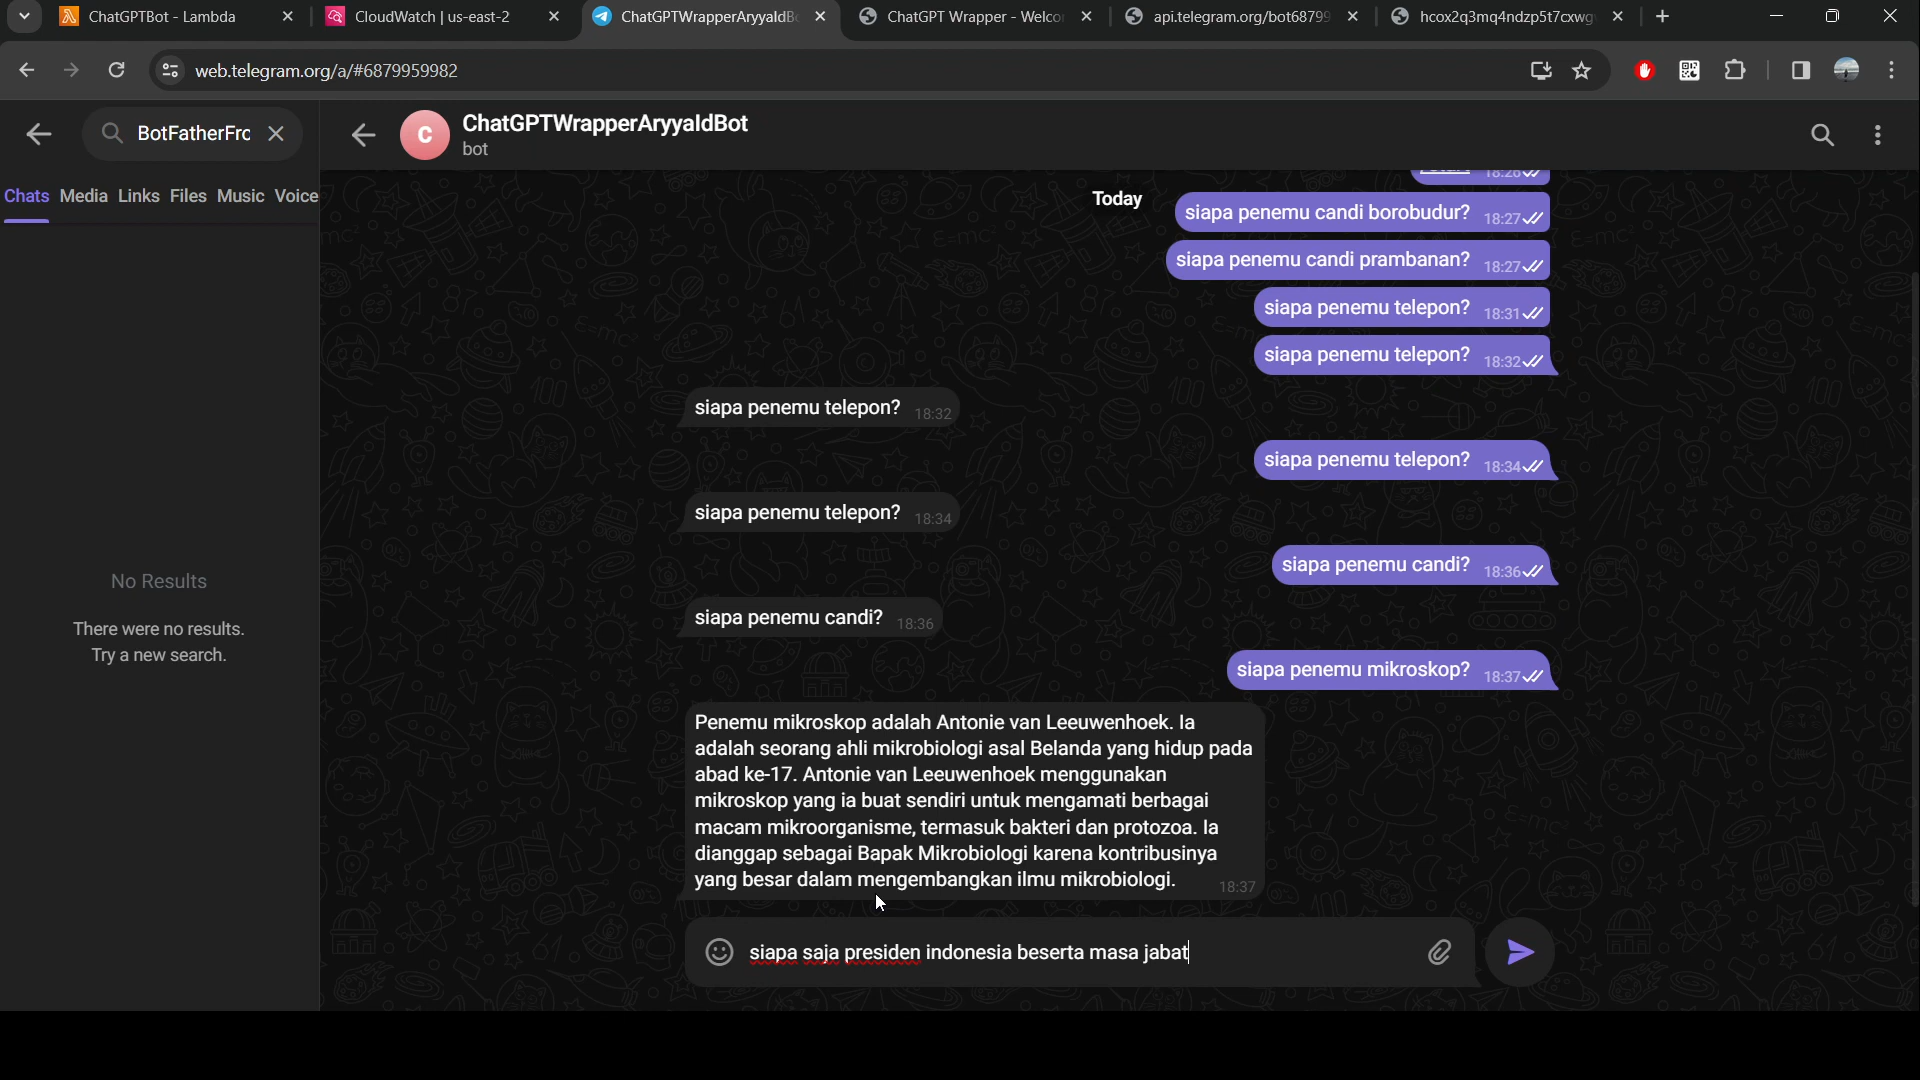 ChatGPTBot - Lambda
CloudWatch | us-east-2
ChatGPTWrapperAryyaIdB
ChatGPT Wrapper - Welco
api.telegram.org/bot68799
hcox2q3mq4ndzp5t7cxwg
web.telegram.org/a/#6879959982
BotFatherFrc
Chats Media Links Files Music Voice
No Results
There were no results.
Try a new search.
C
ChatGPTWrapperAryyaIdBot
bot
18:26
Today
siapa penemu candi borobudur? 18:27
siapa penemu candi prambanan? 18:27
siapa penemu telepon? 18:31
siapa penemu telepon? 18:32
siapa penemu telepon? 18:32
siapa penemu telepon? 18:34
siapa penemu telepon? 18:34
siapa penemu candi? 18:36
siapa penemu candi? 18:36
siapa penemu mikroskop? 18:37
Penemu mikroskop adalah Antonie van Leeuwenhoek. Ia
adalah seorang ahli mikrobiologi asal Belanda yang hidup pada
abad ke-17. Antonie van Leeuwenhoek menggunakan
mikroskop yang ia buat sendiri untuk mengamati berbagai
macam mikroorganisme, termasuk bakteri dan protozoa. Ia
dianggap sebagai Bapak Mikrobiologi karena kontribusinya
yang besar dalam mengembangkan ilmu mikrobiologi. 18:37
siapa saja presiden indonesia beserta masa jabat